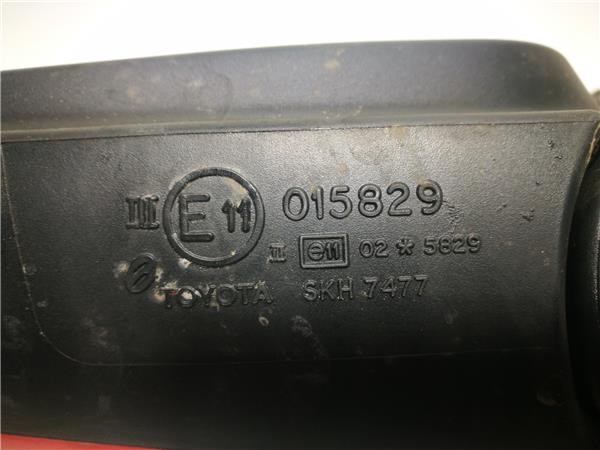 III E11 015829
II e11 02 * 5829
TOYOTA SKH 7477